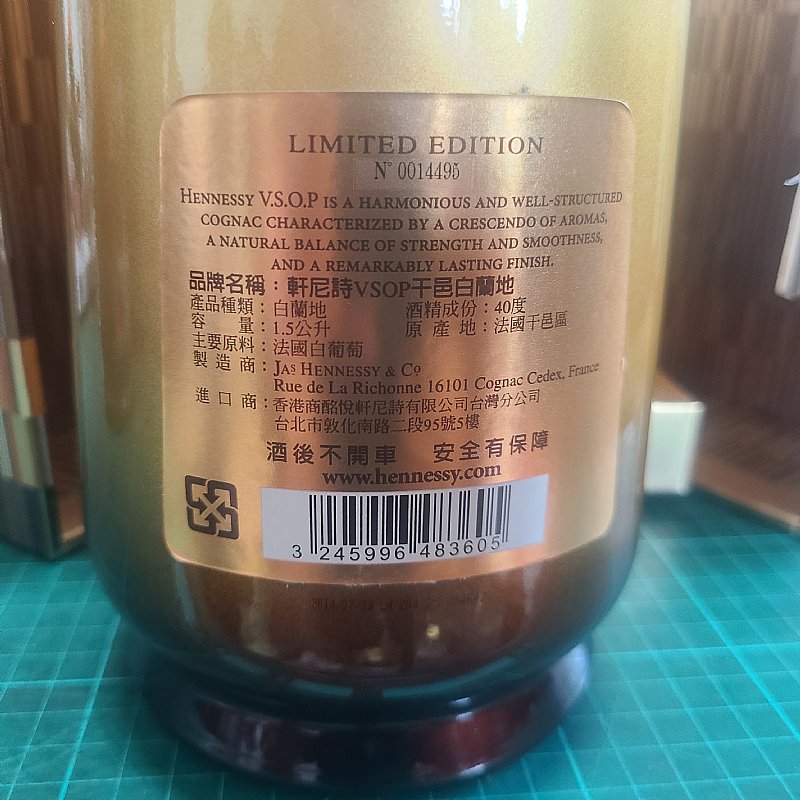 LIMITED EDITION
N° 0014495
HENNESSY V.S.O.P IS A HARMONIOUS AND WELL-STRUCTURED
COGNAC CHARACTERIZED BY A CRESCENDO OF AROMAS,
A NATURAL BALANCE OF STRENGTH AND SMOOTHNESS,
AND A REMARKABLY LASTING FINISH.
品牌名稱：軒尼詩VSOP干邑白蘭地
產品種類：白蘭地 酒精成份：40度
容量：1.5公升 原產地：法國干邑區
主要原料：法國白葡萄
製造商：JAS HENNESSY & CO
Rue de La Richonne 16101 Cognac Cedex, France
進口商：香港商酩悅軒尼詩有限公司台灣分公司
台北市敦化南路二段95號5樓
酒後不開車 安全有保障
www.hennessy.com
3 245996 483605